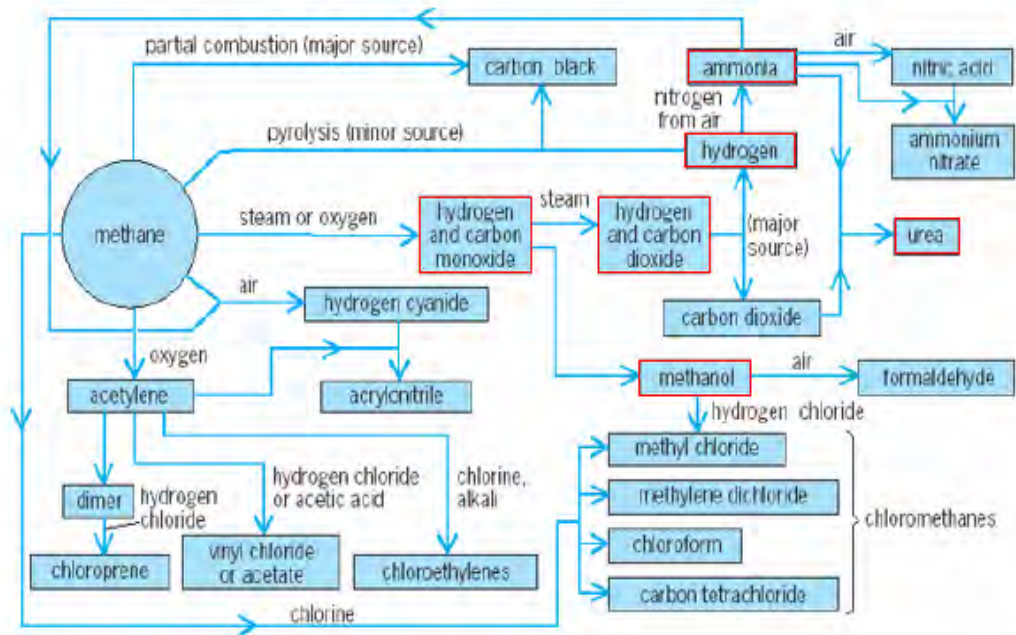 partial combustion (major source)
carbon black
ammonia
air
nitric acid
nitrogen
from air
ammonium
nitrate
pyrolysis (minor source)
hydrogen
methane
steam or oxygen
hydrogen
and carbon
monoxide
steam
hydrogen
and carbon
dioxide
(major
source)
urea
air
hydrogen cyanide
carbon dioxide
oxygen
acetylene
acrylonitrile
methanol
air
formaldehyde
hydrogen chloride
methyl chloride
dimer
hydrogen
chloride
hydrogen chloride
or acetic acid
chlorine,
alkali
methylene dichloride
chloromethanes
chloroform
chloroprene
vinyl chloride
or acetate
chloroethylenes
carbon tetrachloride
chlorine